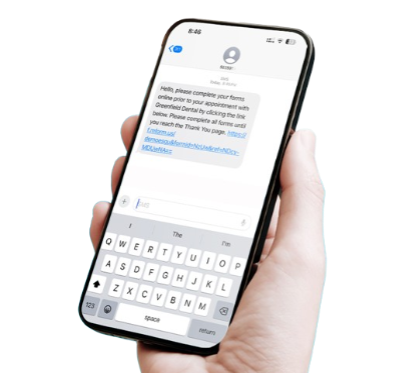 8:46
Hello, please complete your forms
online prior to your appointment with
Greenfield Dental by clicking the link
below. Please complete all forms until
you reach the Thank You page. https://
I The I'm
Q W E R T Y U I O P
A S D F G H J K L
Z X C V B N M
123 space return